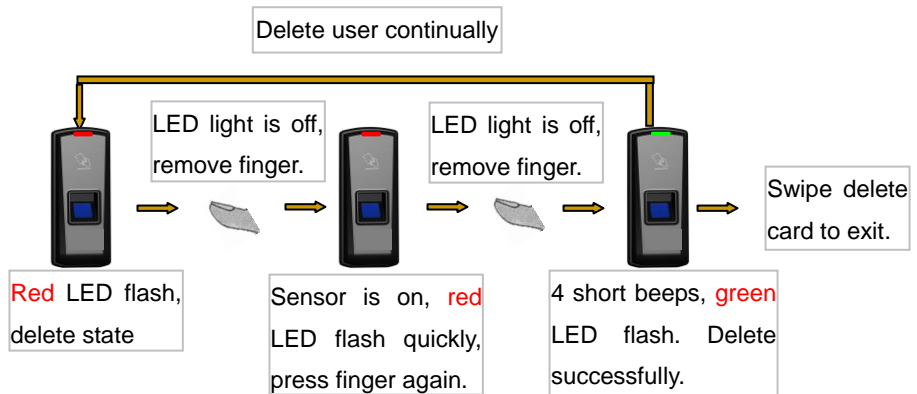 Delete user continually
LED light is off,
remove finger.
LED light is off,
remove finger.
Swipe delete
card to exit.
Red LED flash,
delete state
Sensor is on, red
LED flash quickly,
press finger again.
4 short beeps, green
LED flash. Delete
successfully.